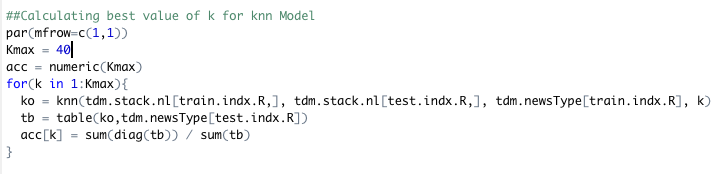 ##Calculating best value of k for knn Model
par(mfrow=c(1,1))
Kmax = 40
acc = numeric(Kmax)
for(k in 1:Kmax){
  ko = knn(tdm.stack.nl[train.indx.R,], tdm.stack.nl[test.indx.R,], tdm.newsType[train.indx.R], k)
  tb = table(ko,tdm.newsType[test.indx.R])
  acc[k] = sum(diag(tb)) / sum(tb)
}